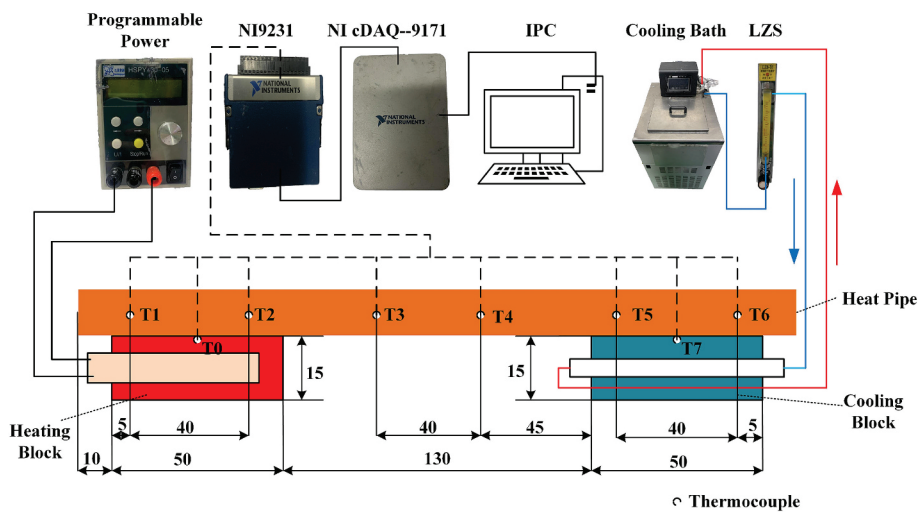 Programmable
Power
NI9231
NI cDAQ--9171
IPC
Cooling Bath
LZS
NATIONAL
INSTRUMENTS
NATIONAL
INSTRUMENTS
Heat Pipe
T1
T2
T3
T4
T5
T6
T0
T7
15
15
Heating
Block
Cooling
Block
5
40
40
45
40
5
10
50
130
50
Thermocouple